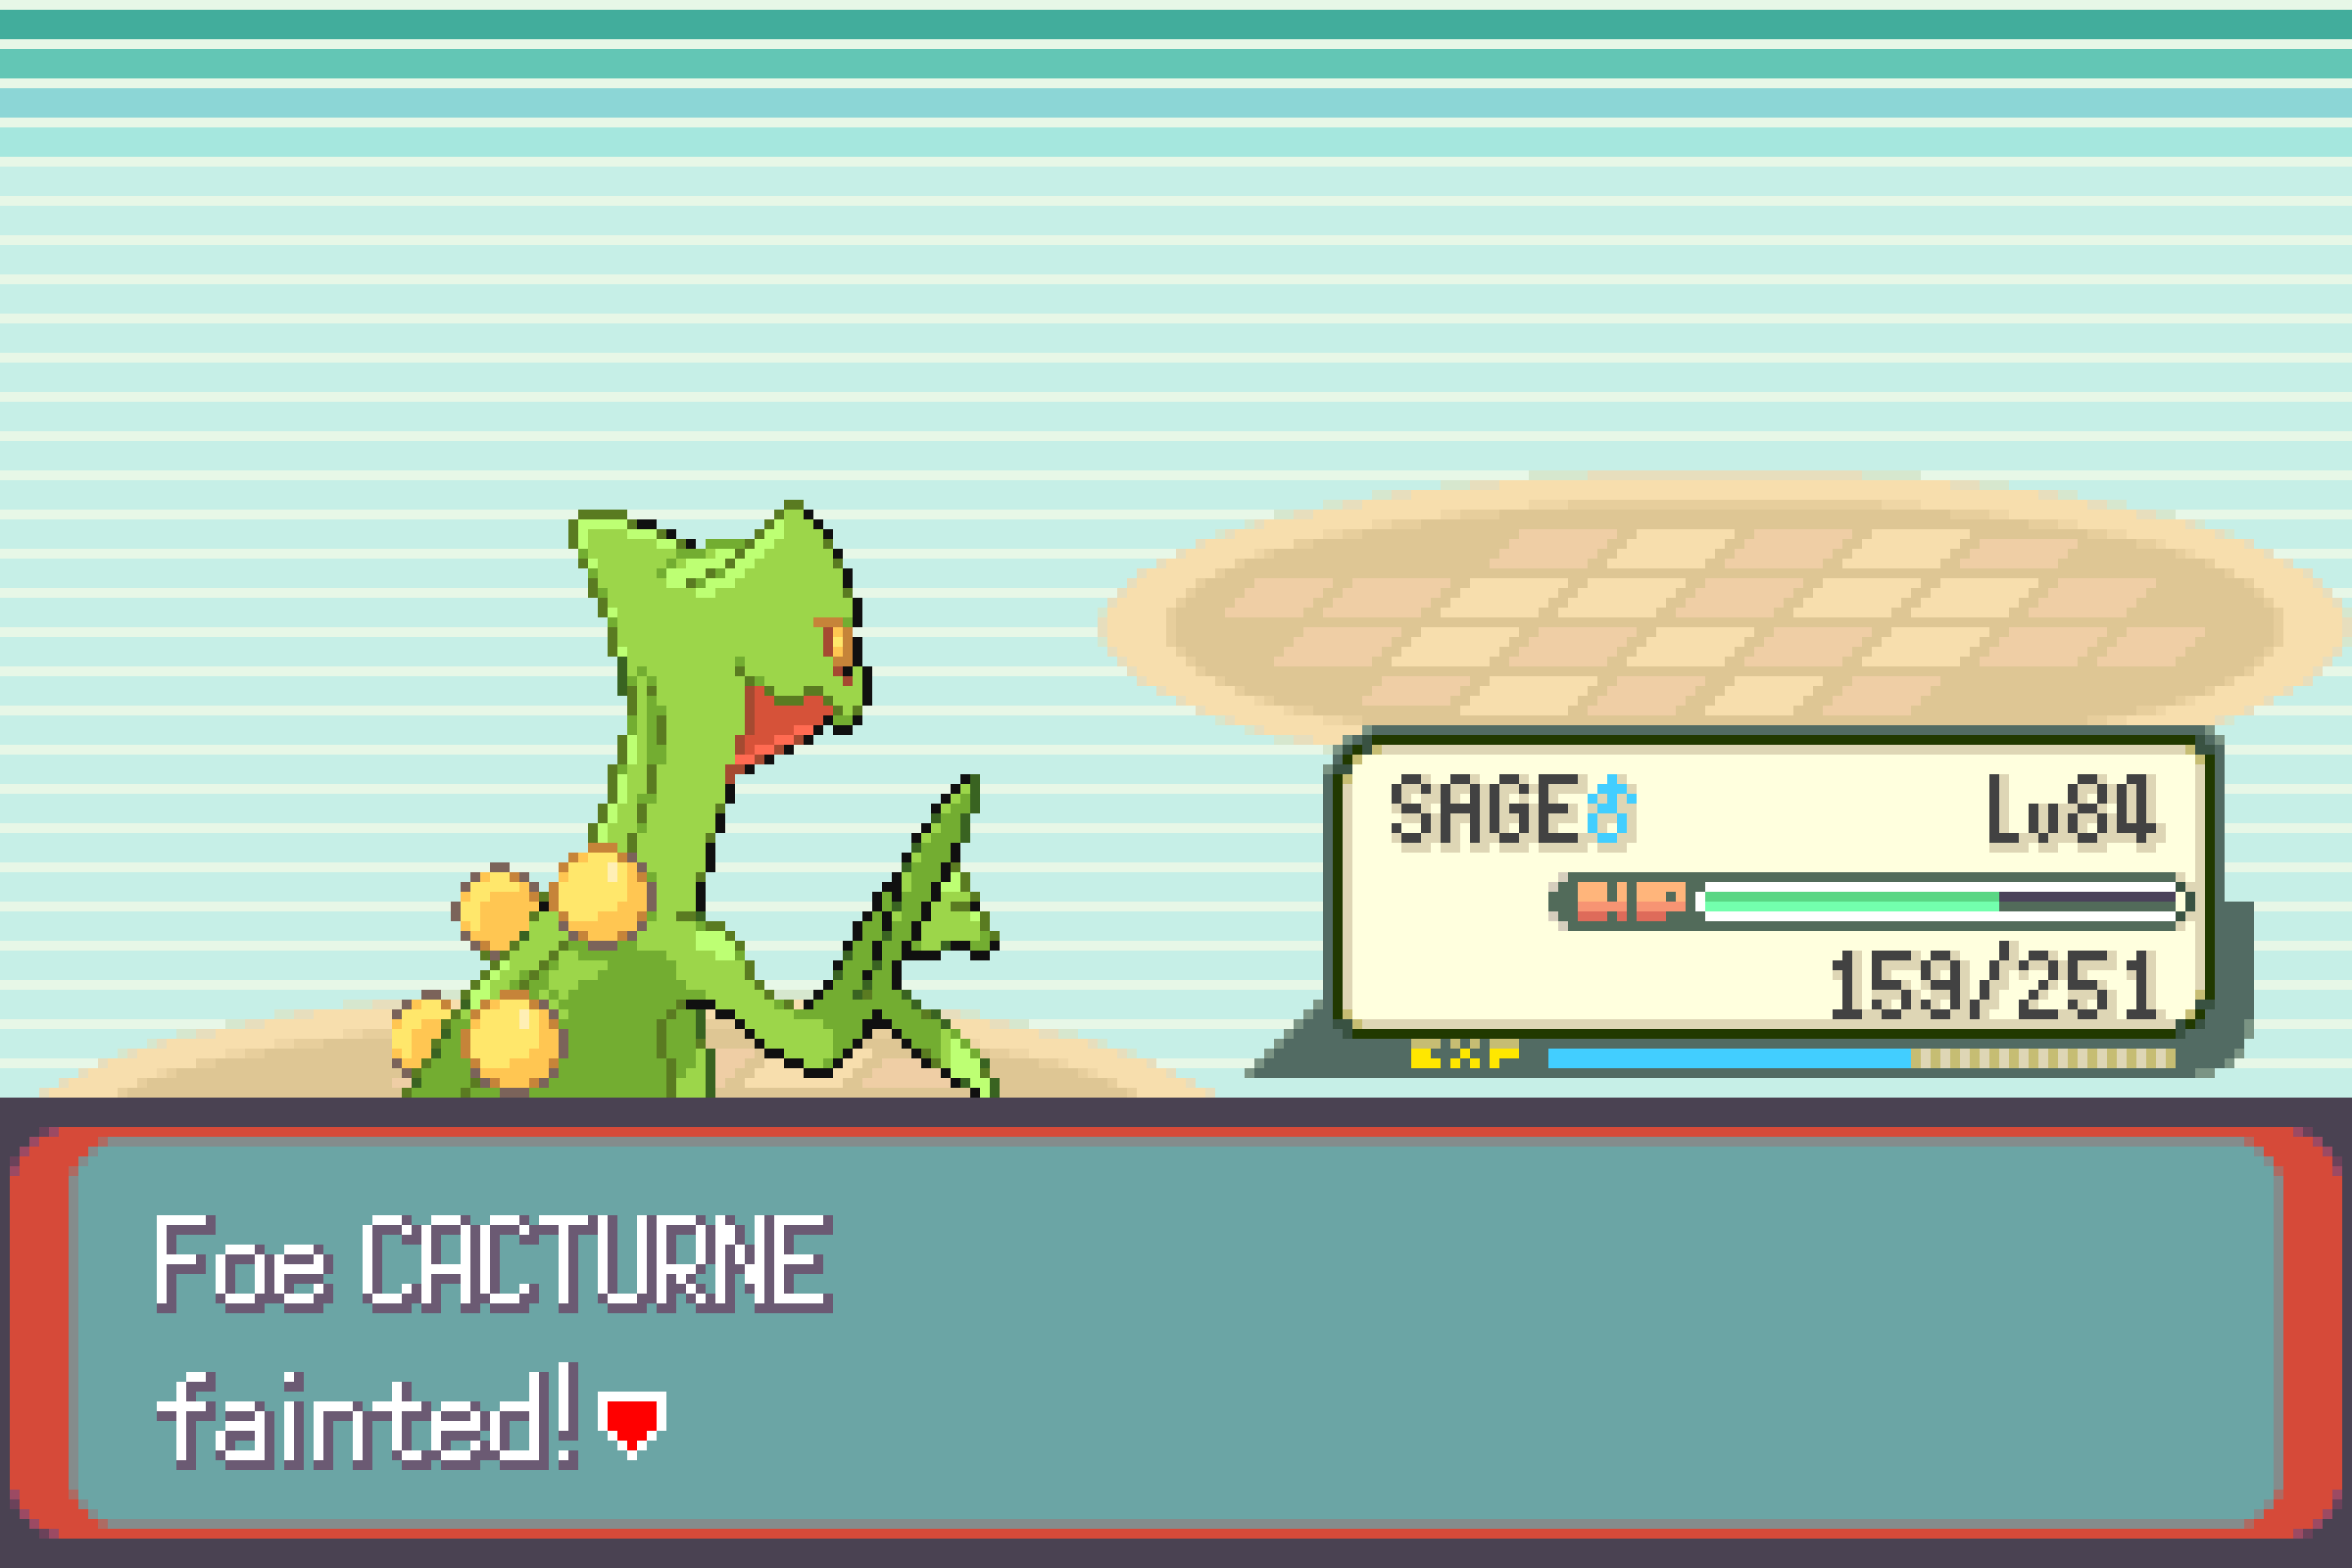 SAGE♂ Lv84
HP
159/251
EXP
Foe CACTURNE
fainted!